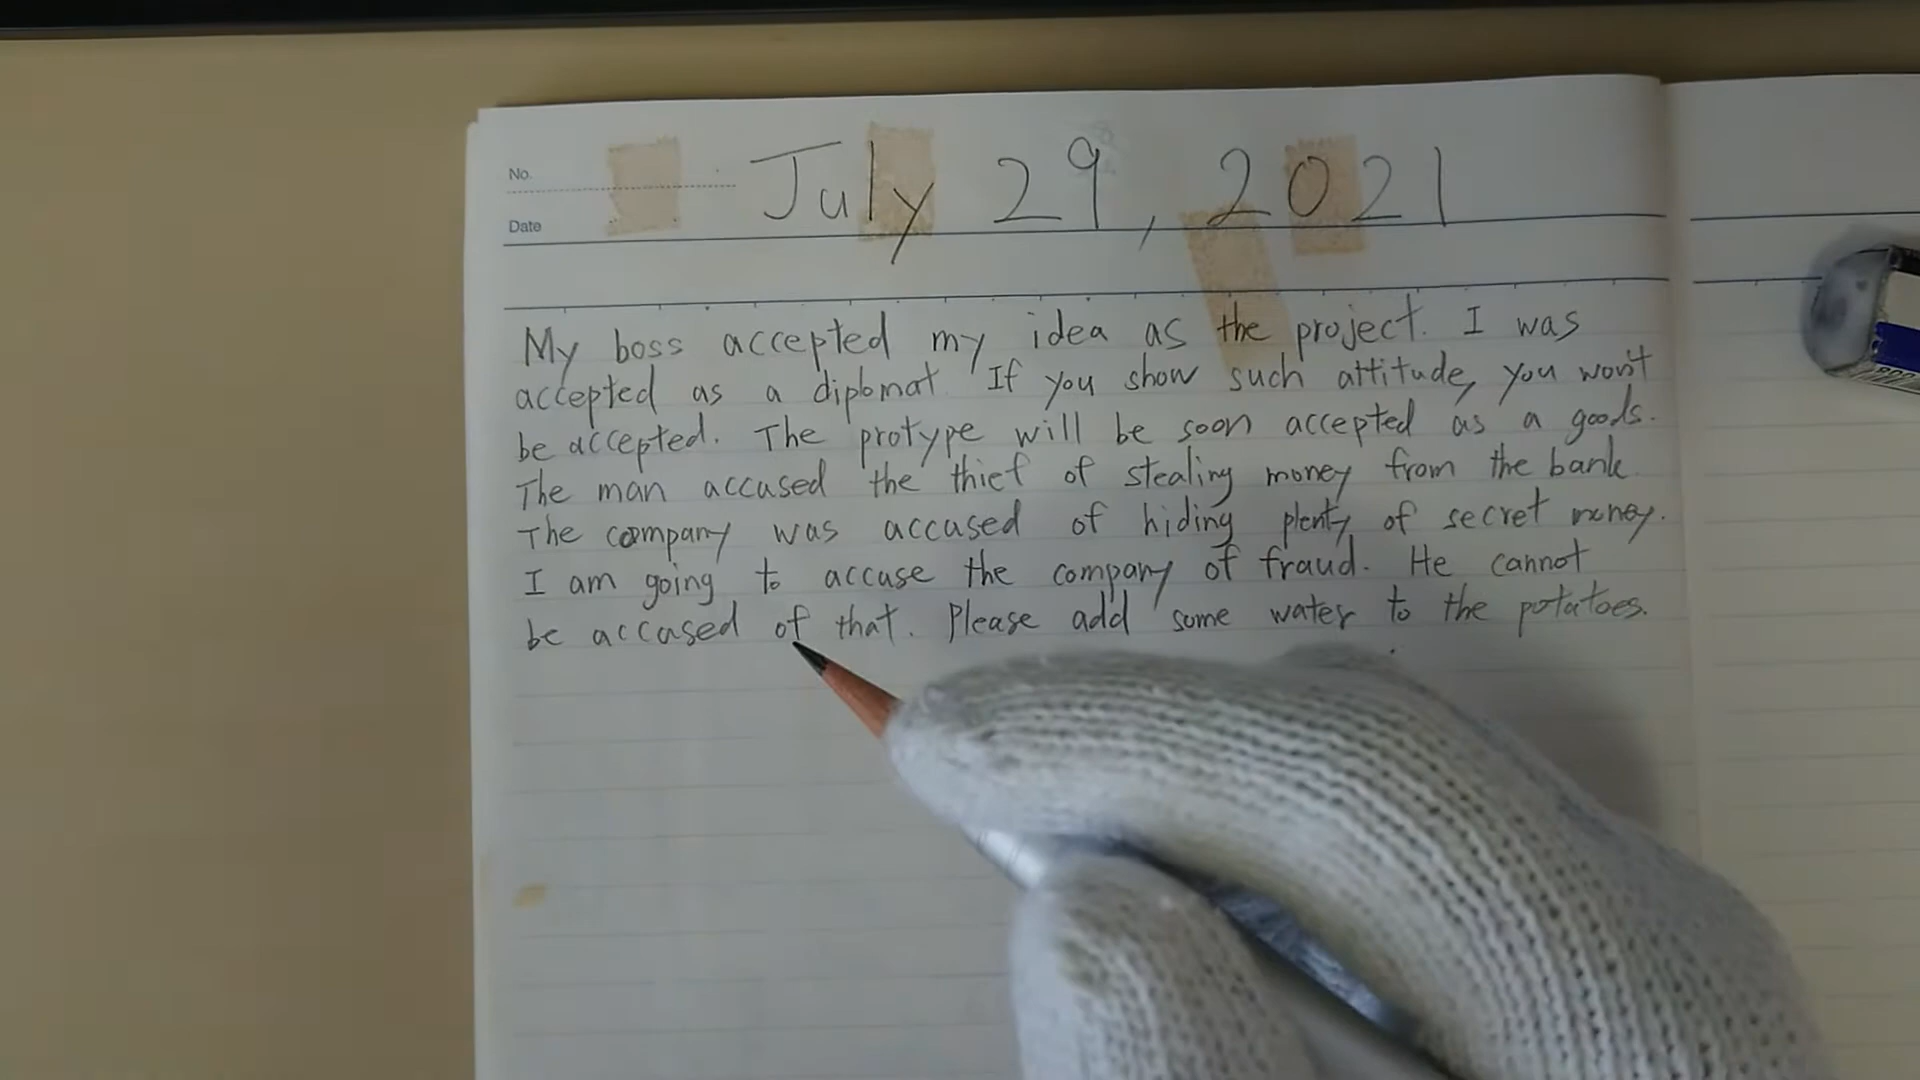 No.
July 29, 2021
Date
My boss accepted my idea as the project. I was
accepted as a diplomat. If you show such attitude, you won't
be accepted. The protype will be soon accepted as a goods.
The man accused the thief of stealing money from the bank.
The company was accused of hiding plenty of secret money.
I am going to accuse the company of fraud. He cannot
be accused of that. Please add some water to the potatoes.